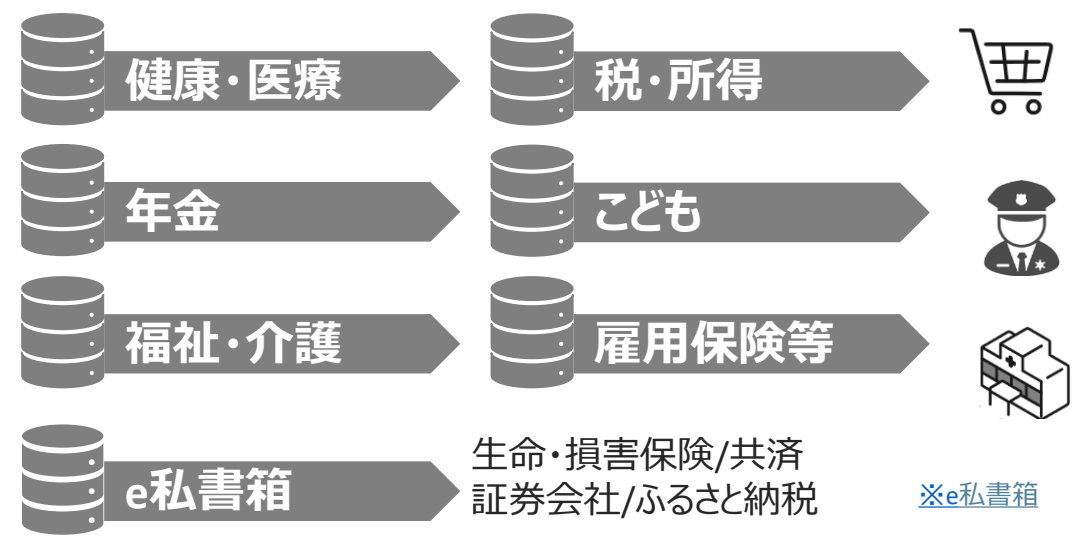 健康・医療
税・所得
年金
こども
福祉・介護
雇用保険等
e私書箱
生命・損害保険/共済
証券会社/ふるさと納税
※e私書箱